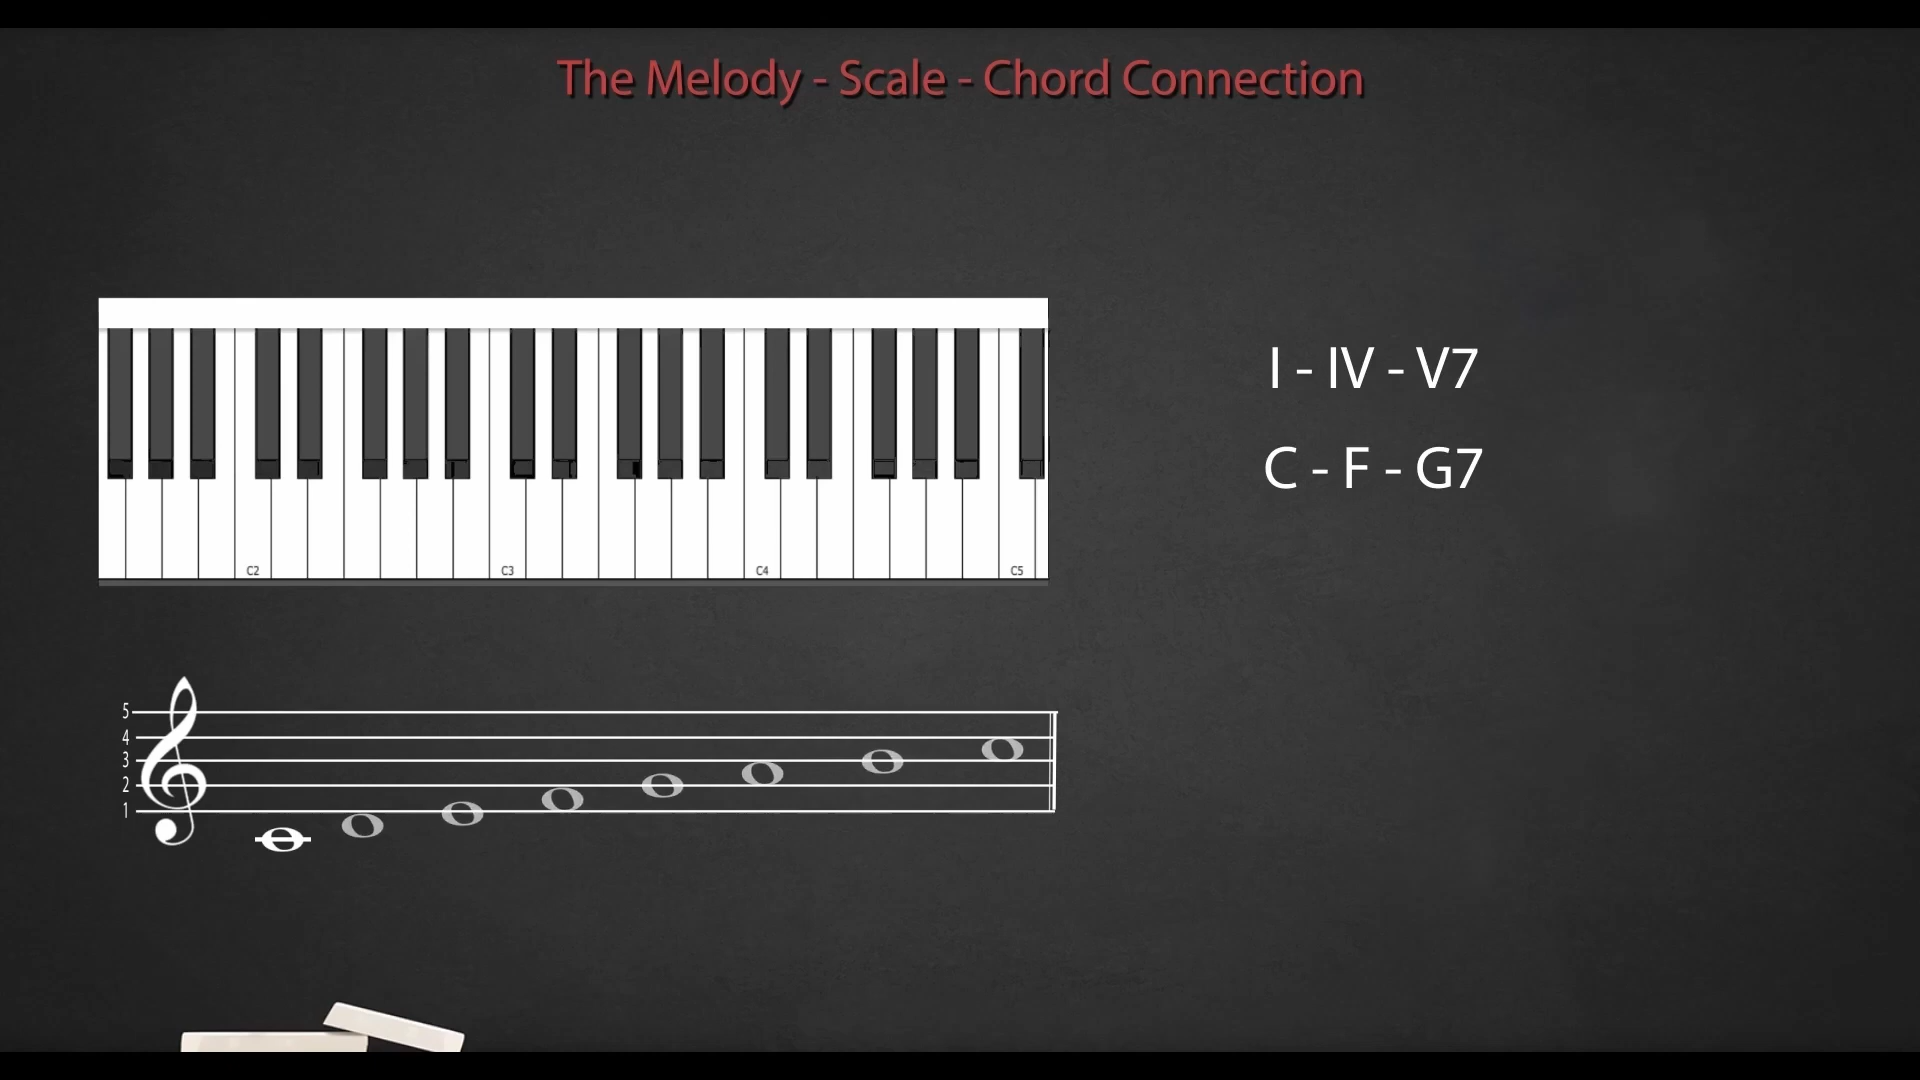 The Melody - Scale - Chord Connection
I - IV - V7
C - F - G7
C2 C3 C4 C5
5
4
3
2
1